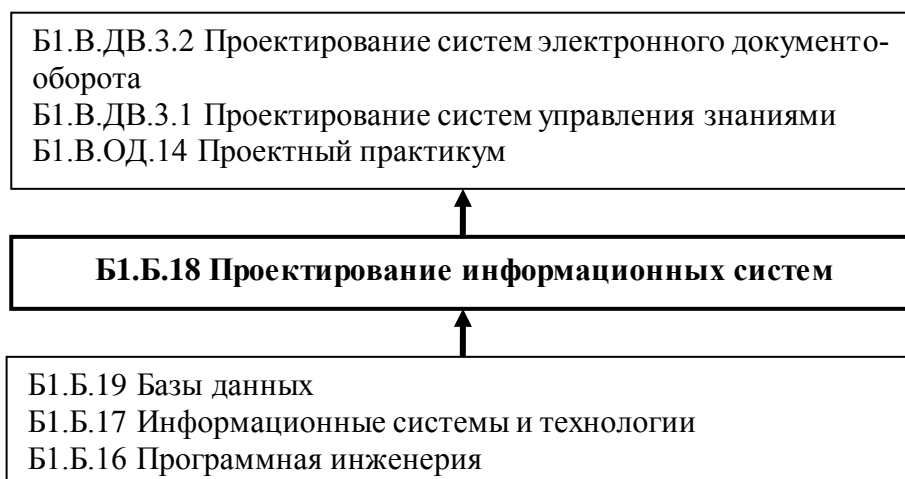 Б1.В.ДВ.3.2 Проектирование систем электронного документо-
оборота
Б1.В.ДВ.3.1 Проектирование систем управления знаниями
Б1.В.ОД.14 Проектный практикум
Б1.Б.18 Проектирование информационных систем
Б1.Б.19 Базы данных
Б1.Б.17 Информационные системы и технологии
Б1.Б.16 Программная инженерия